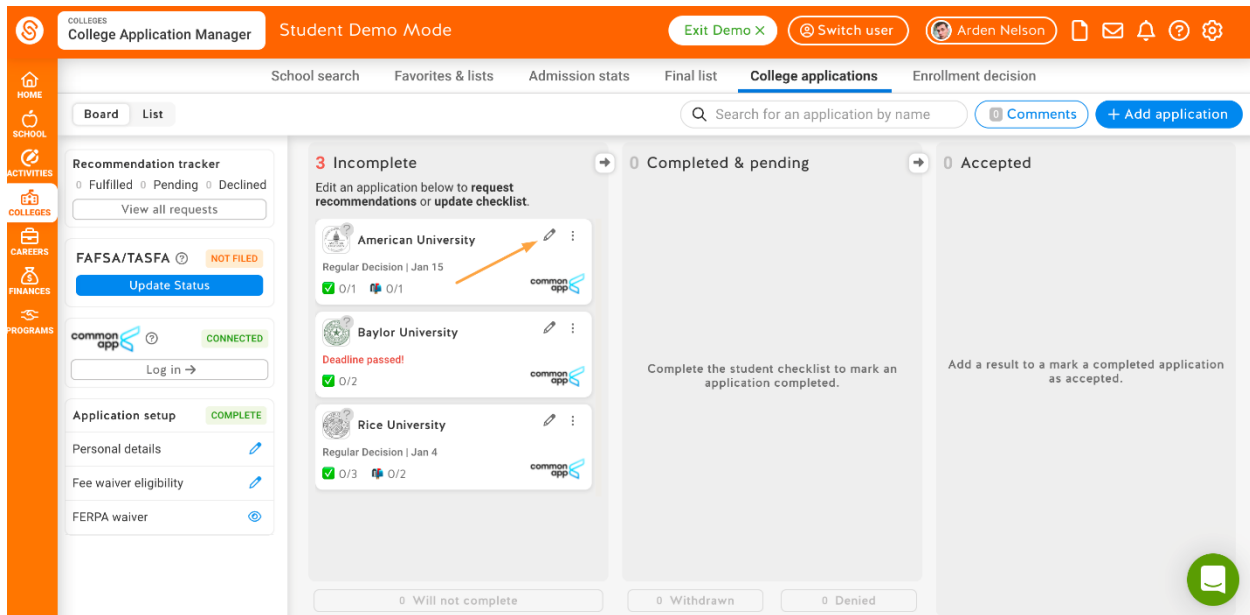 COLLEGES
College Application Manager
Student Demo Mode
Exit Demo ×
Switch user
Arden Nelson
HOME
SCHOOL
ACTIVITIES
COLLEGES
CAREERS
FINANCES
PROGRAMS
School search
Favorites & lists
Admission stats
Final list
College applications
Enrollment decision
Board
List
Search for an application by name
0 Comments
+ Add application
Recommendation tracker
0 Fulfilled 0 Pending 0 Declined
View all requests
FAFSA/TASFA ?
NOT FILED
Update Status
common app ?
CONNECTED
Log in →
Application setup
COMPLETE
Personal details
Fee waiver eligibility
FERPA waiver
3 Incomplete
Edit an application below to request
recommendations or update checklist.
American University
Regular Decision | Jan 15
0/1 0/1
common app
Baylor University
Deadline passed!
0/2
common app
Rice University
Regular Decision | Jan 4
0/3 0/2
common app
0 Will not complete
0 Completed & pending
Complete the student checklist to mark an
application completed.
0 Withdrawn
0 Denied
0 Accepted
Add a result to a mark a completed application
as accepted.